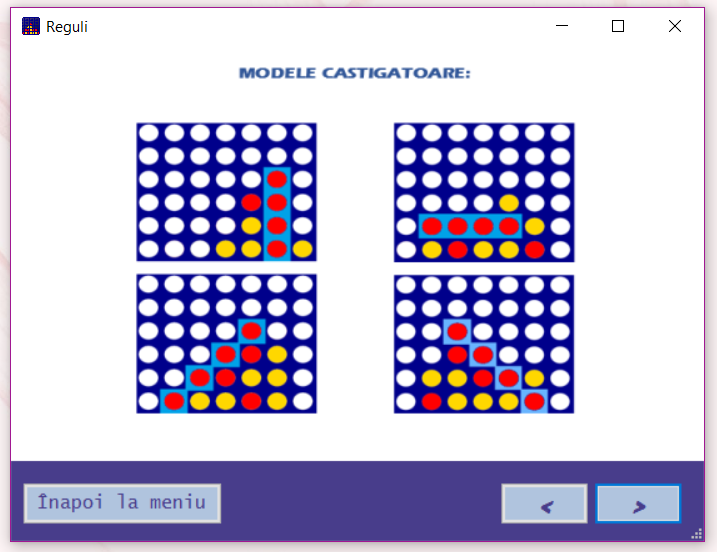 Reguli
MODELE CASTIGATOARE:
Înapoi la meniu
< >